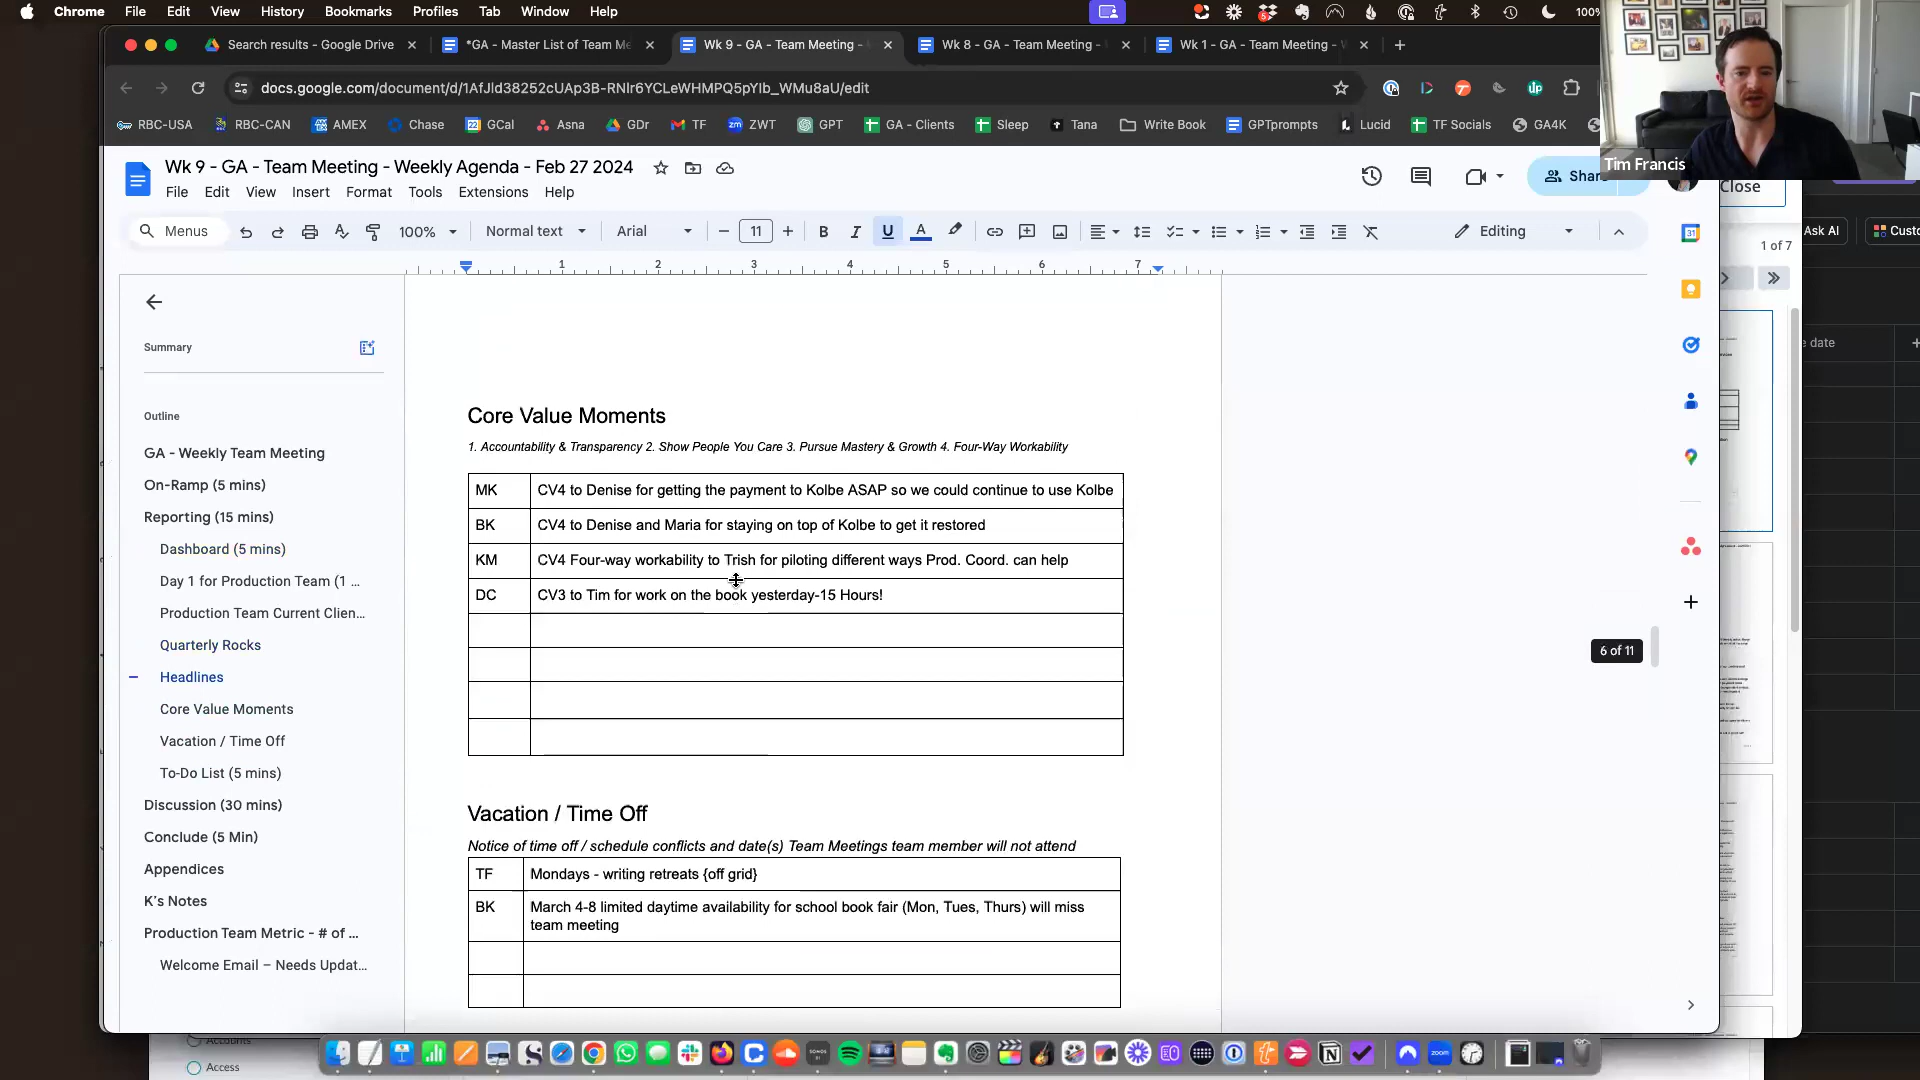 Chrome File Edit View History Bookmarks Profiles Tab Window Help
100%
Search results - Google Drive
*GA - Master List of Team Me
Wk 9 - GA - Team Meeting -
Wk 8 - GA - Team Meeting -
Wk 1 - GA - Team Meeting -
docs.google.com/document/d/1AfJld38252cUAp3B-RNlr6YCLeWHMPQ5pYIb_WMu8aU/edit
RBC-USA RBC-CAN AMEX Chase GCal Asna GDr TF ZWT GPT GA - Clients Sleep Tana Write Book GPTprompts Lucid TF Socials GA4K
Tim Francis
Wk 9 - GA - Team Meeting - Weekly Agenda - Feb 27 2024
File Edit View Insert Format Tools Extensions Help
Share
Close
Menus 100% Normal text Arial 11 B I U A Editing
Ask AI
Custo
1 of 7
1 2 3 4 5 6 7
e date
Summary
Outline
GA - Weekly Team Meeting
On-Ramp (5 mins)
Reporting (15 mins)
Dashboard (5 mins)
Day 1 for Production Team (1 ...
Production Team Current Clien...
Quarterly Rocks
Headlines
Core Value Moments
Vacation / Time Off
To-Do List (5 mins)
Discussion (30 mins)
Conclude (5 Min)
Appendices
K's Notes
Production Team Metric - # of ...
Welcome Email – Needs Updat...
Core Value Moments
1. Accountability & Transparency 2. Show People You Care 3. Pursue Mastery & Growth 4. Four-Way Workability
MK CV4 to Denise for getting the payment to Kolbe ASAP so we could continue to use Kolbe
BK CV4 to Denise and Maria for staying on top of Kolbe to get it restored
KM CV4 Four-way workability to Trish for piloting different ways Prod. Coord. can help
DC CV3 to Tim for work on the book yesterday-15 Hours!
6 of 11
Vacation / Time Off
Notice of time off / schedule conflicts and date(s) Team Meetings team member will not attend
TF Mondays - writing retreats {off grid}
BK March 4-8 limited daytime availability for school book fair (Mon, Tues, Thurs) will miss
team meeting
Accounts
Access